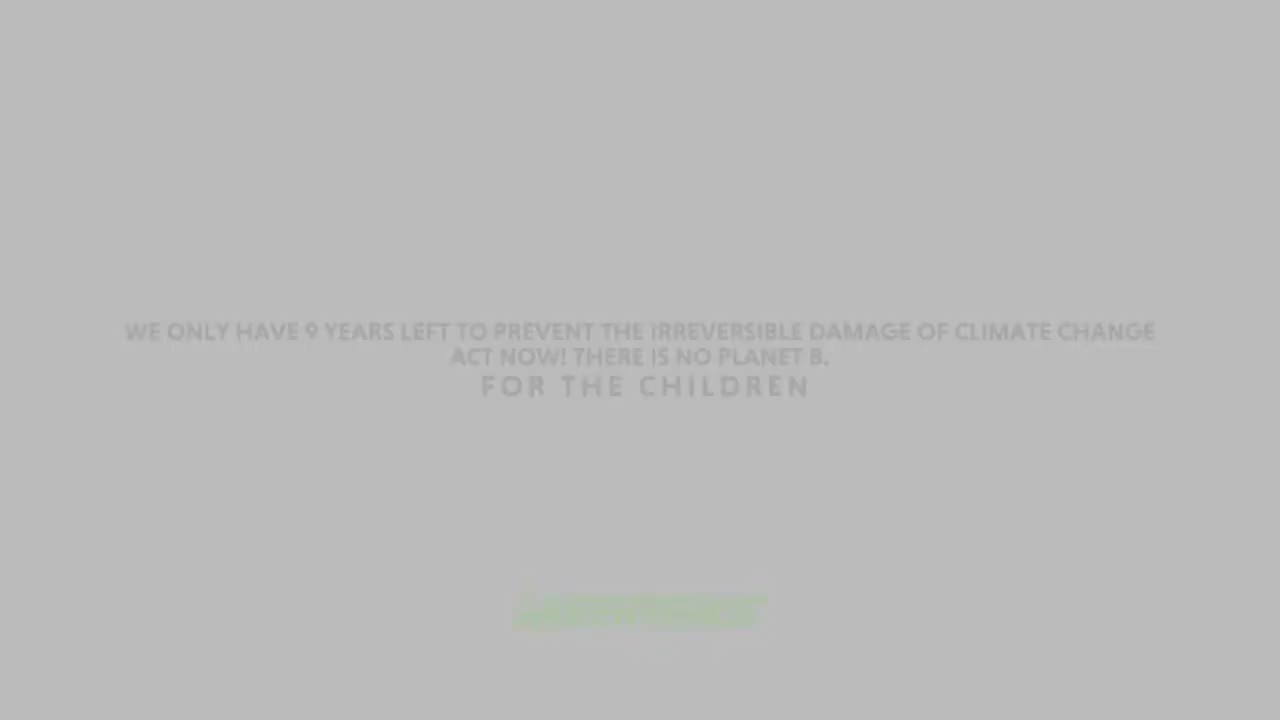 WE ONLY HAVE 9 YEARS LEFT TO PREVENT THE IRREVERSIBLE DAMAGE OF CLIMATE CHANGE
ACT NOW! THERE IS NO PLANET B.
FOR THE CHILDREN